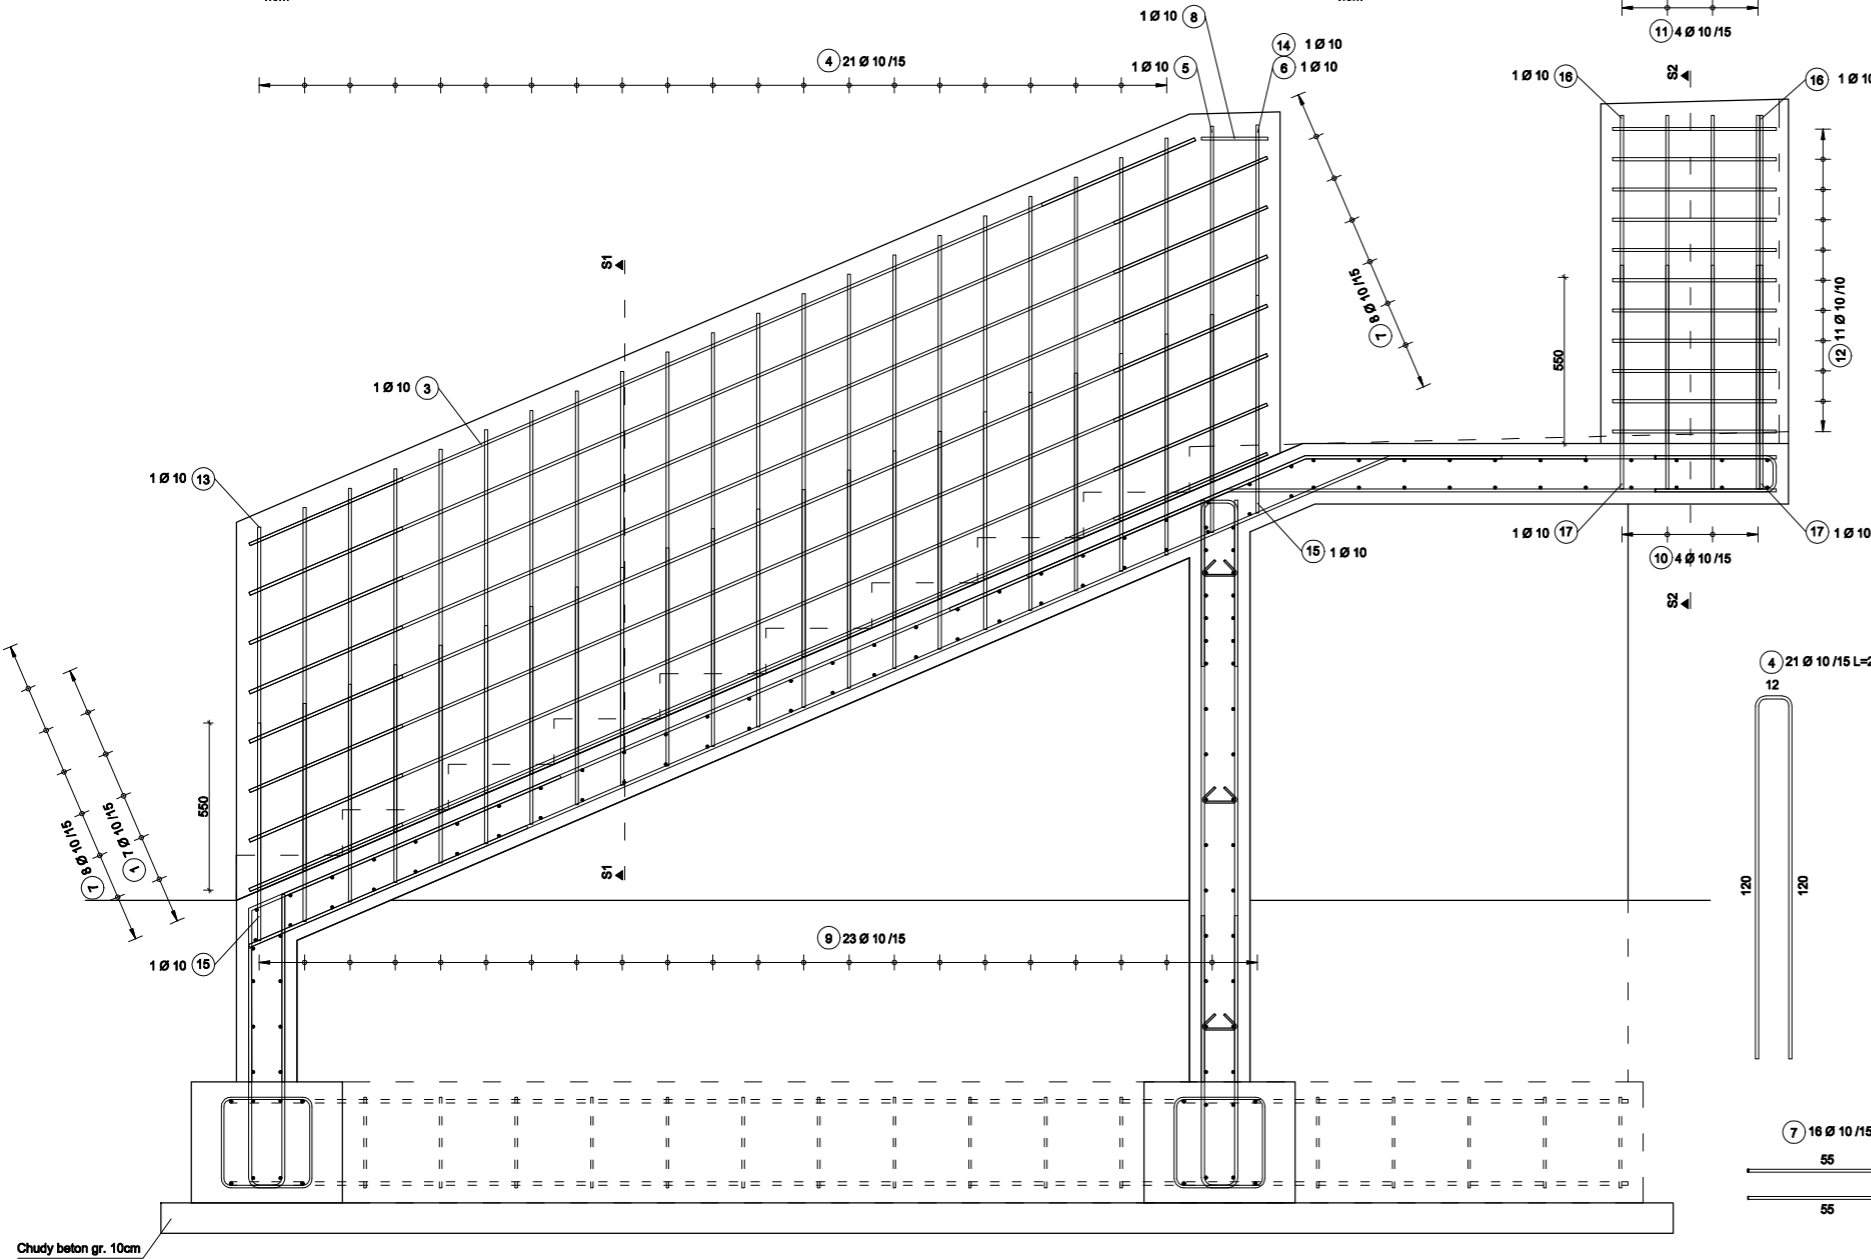 1 Ø 10 8
14 1 Ø 10
4 21 Ø 10 /15
1 Ø 10 5
6 1 Ø 10
11 4 Ø 10 /15
S2
1 Ø 10 16
16 1 Ø 10
S1
7 8 Ø 10 /15
550
12 11 Ø 10 /10
1 Ø 10 3
1 Ø 10 13
1 Ø 10 17
17 1 Ø 10
15 1 Ø 10
10 4 Ø 10 /15
S2
4 21 Ø 10 /15 L=2
12
120
120
550
7 8 Ø 10 /15
1 7 Ø 10 /15
S1
1 Ø 10 15
9 23 Ø 10 /15
7 16 Ø 10 /15
55
55
Chudy beton gr. 10cm